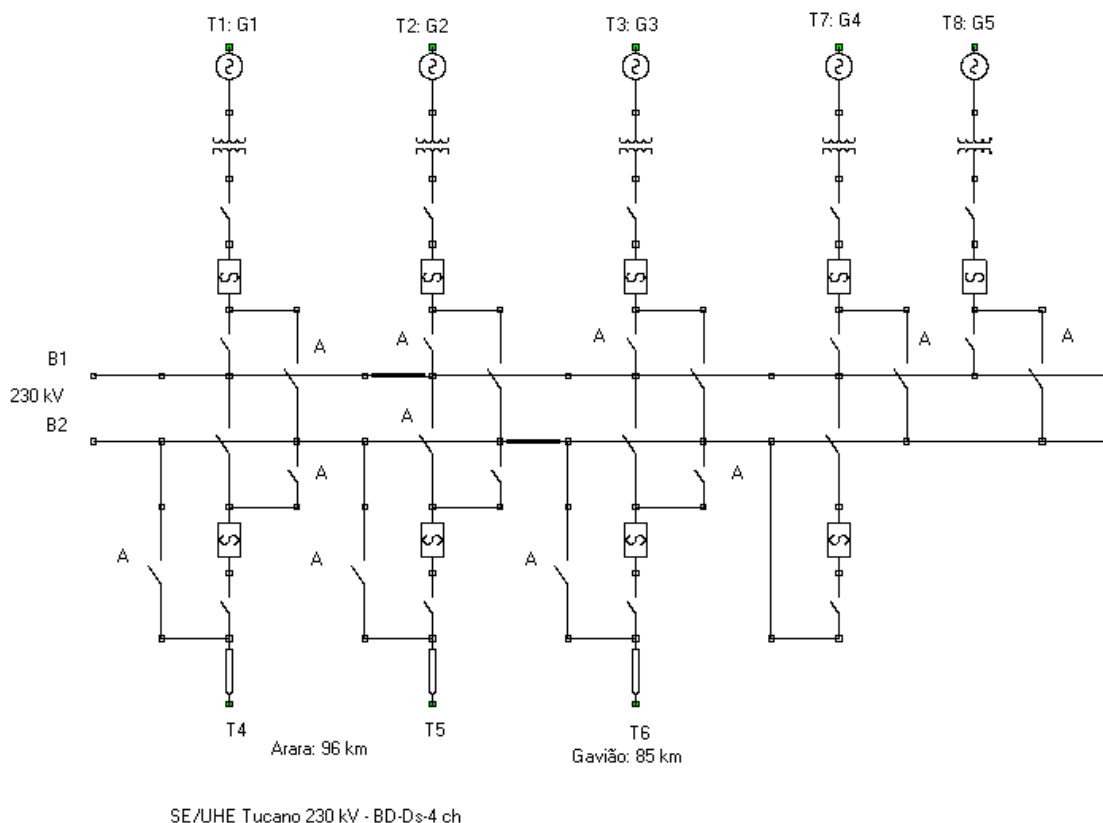 T1: G1
T2: G2
T3: G3
T7: G4
T8: G5
A
A
A
A
B1
230 kV
B2
A
A
A
A
A
A
T4
Arara: 96 km
T5
T6
Gavião: 85 km
SE/UHE Tucano 230 kV - BD-Ds-4 ch